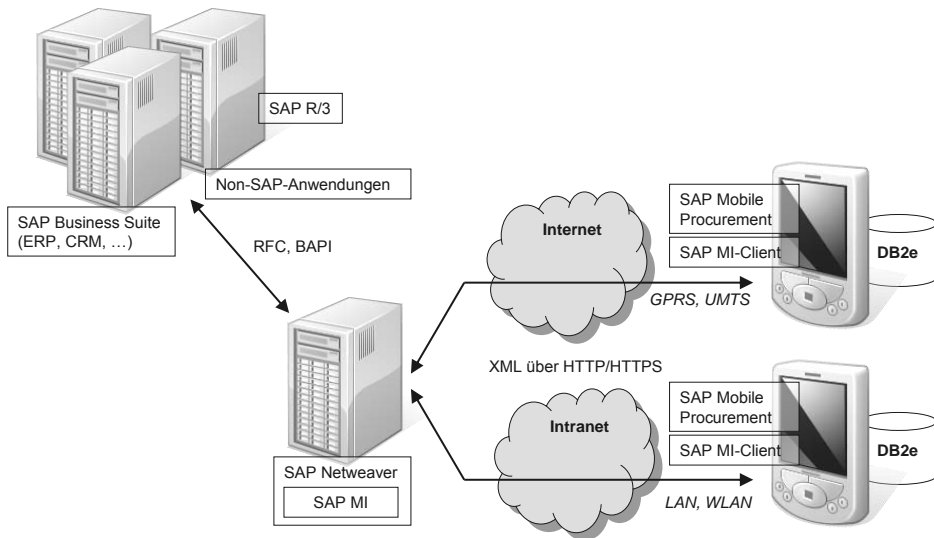 SAP R/3
Non-SAP-Anwendungen
SAP Business Suite
(ERP, CRM, …)
RFC, BAPI
Internet
SAP Mobile
Procurement
SAP MI-Client
DB2e
GPRS, UMTS
XML über HTTP/HTTPS
SAP Mobile
Procurement
Intranet
SAP MI-Client
DB2e
SAP Netweaver
SAP MI
LAN, WLAN